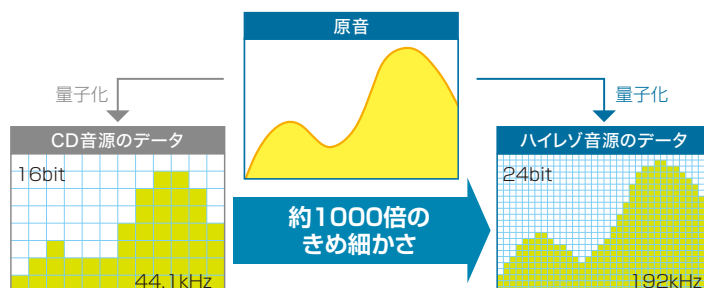 原音
量子化
量子化
CD音源のデータ
16bit
44.1kHz
約1000倍の
きめ細かさ
ハイレゾ音源のデータ
24bit
192kHz